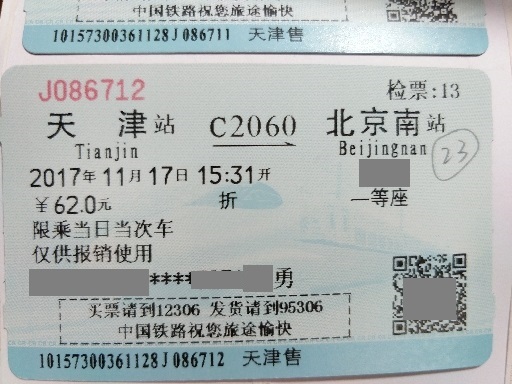 中国铁路祝您旅途愉快
10157300361128J086711 天津售
J086712
检票:13
天津站 C2060 北京南站
Tianjin Beijingnan
23
2017年11月17日15:31开
¥62.0元 折 一等座
限乘当日当次车
仅供报销使用
**** 勇
买票请到12306 发货请到95306
中国铁路祝您旅途愉快
10157300361128J086712 天津售